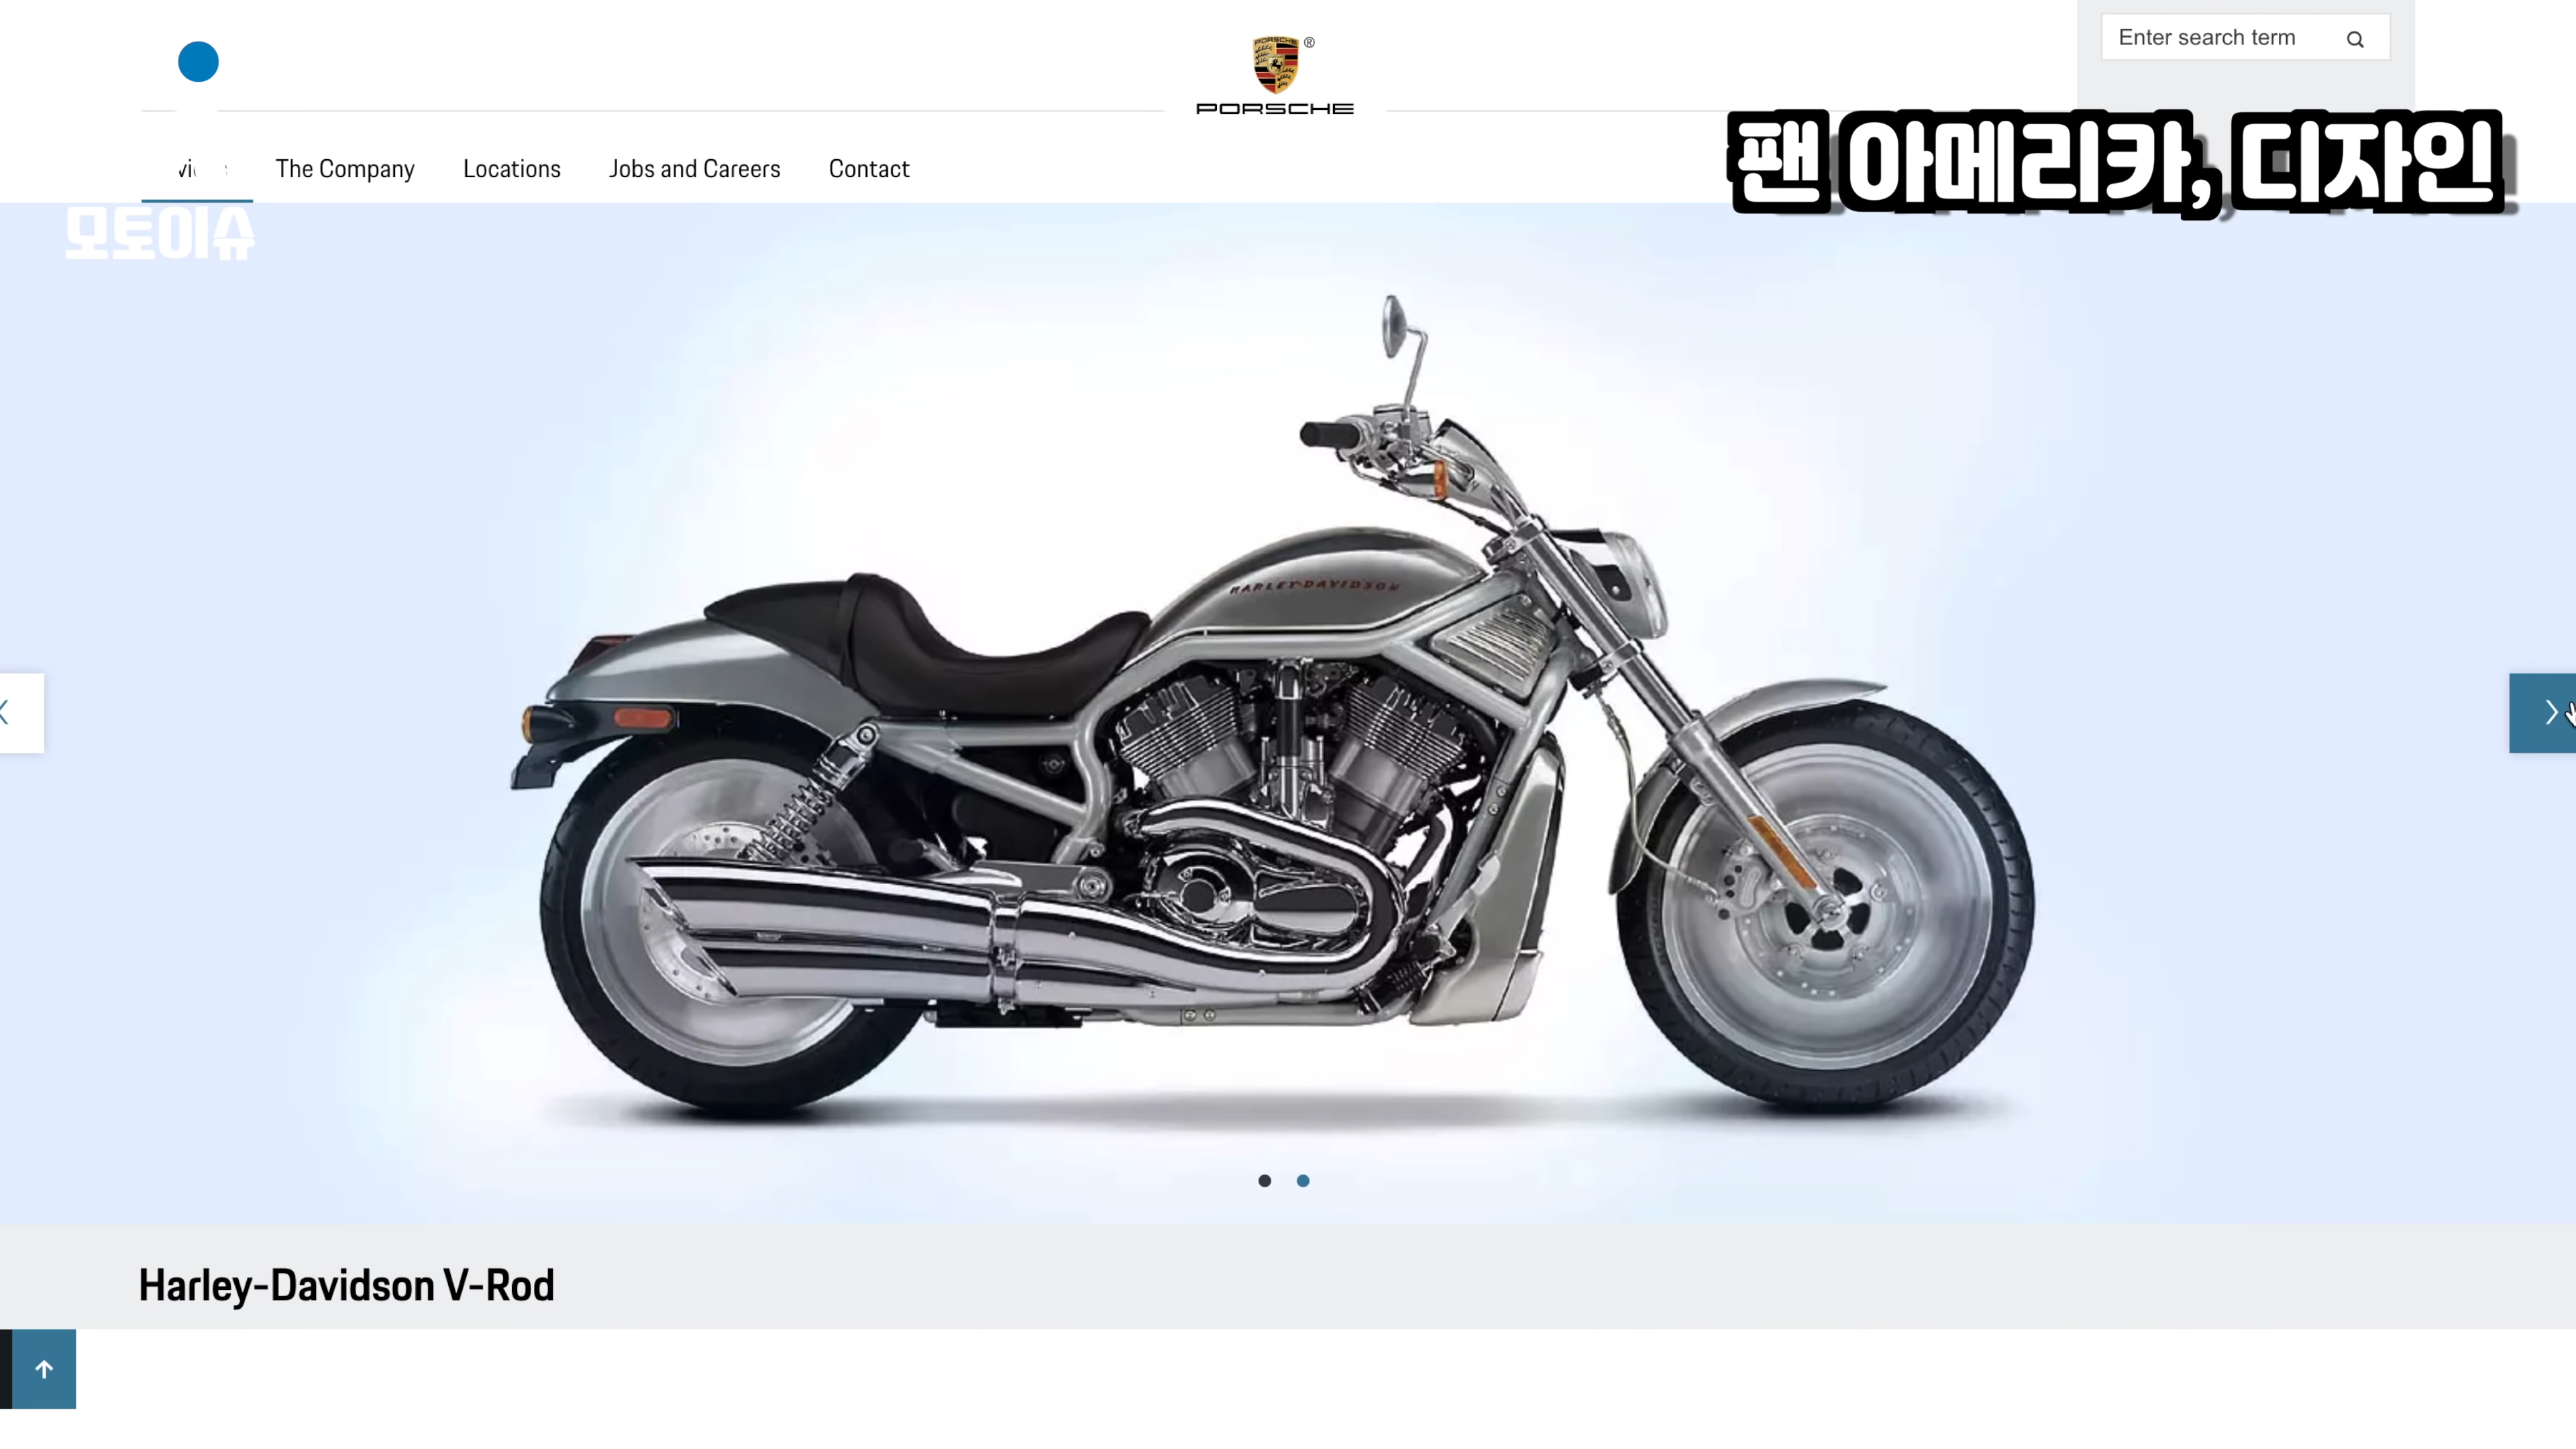 Enter search term
PORSCHE
팬 아메리카, 디자인
The Company
Locations
Jobs and Careers
Contact
모토이슈
HARLEY-DAVIDSON
Harley-Davidson V-Rod